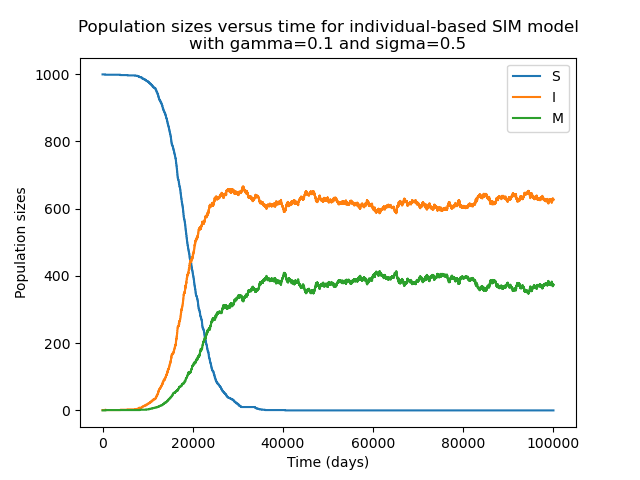 Population sizes versus time for individual-based SIM model
with gamma=0.1 and sigma=0.5
S
I
M
1000
800
600
400
200
0
Population sizes
0 20000 40000 60000 80000 100000
Time (days)